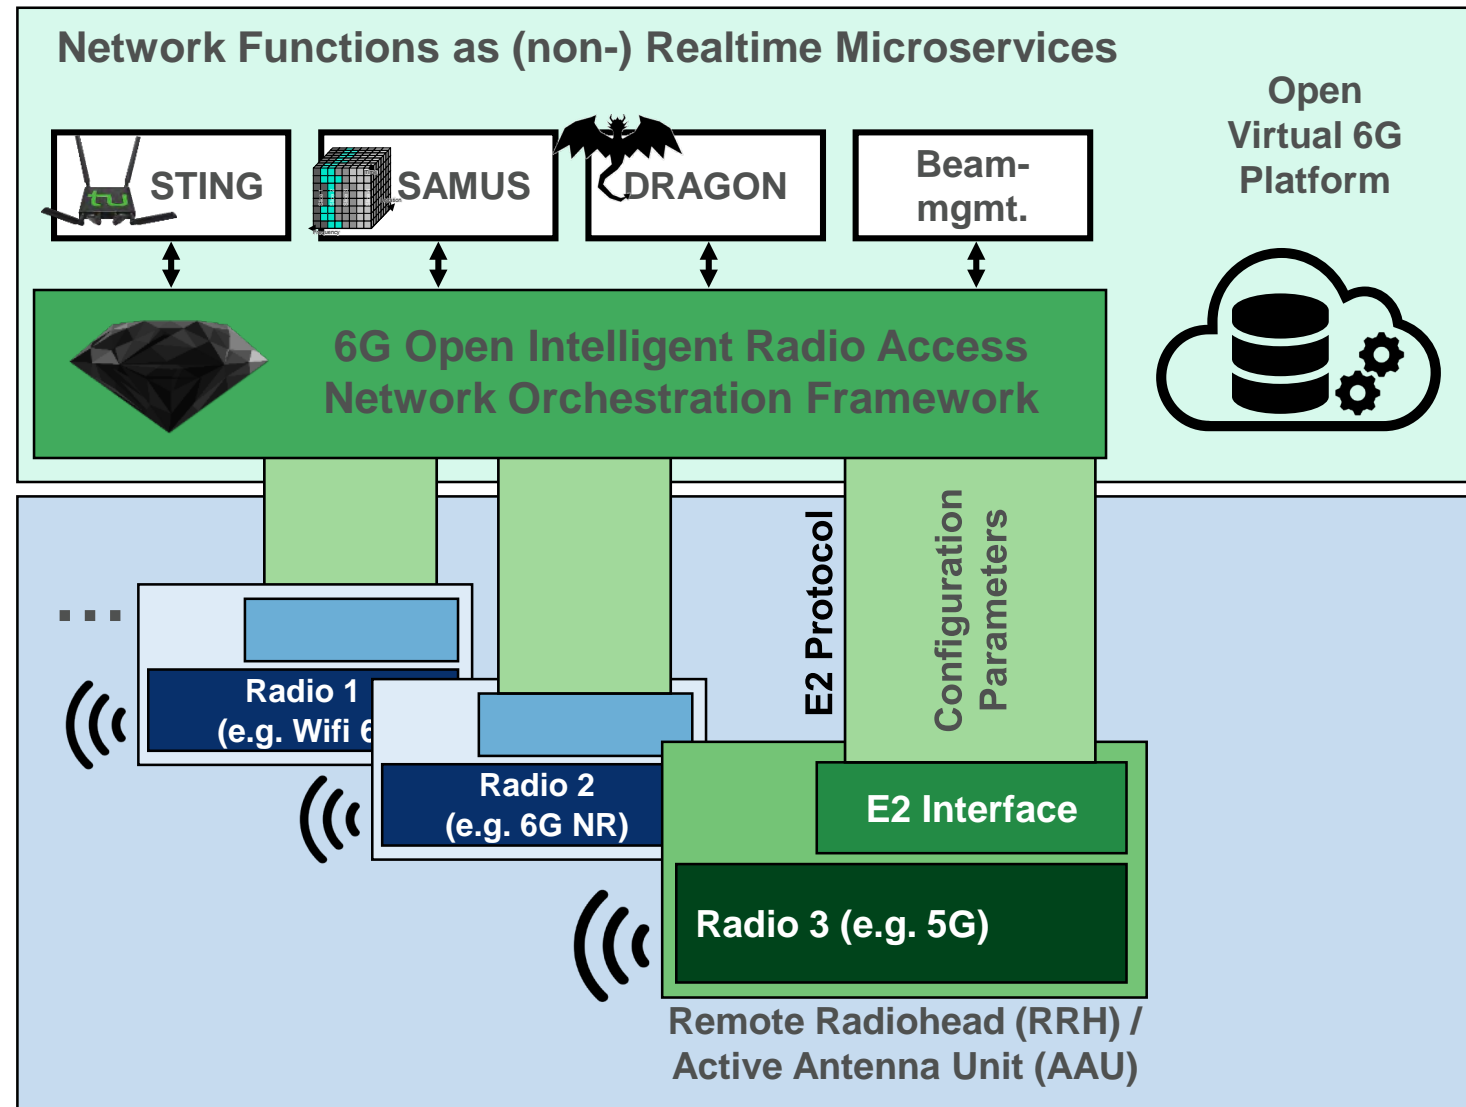 Network Functions as (non-) Realtime Microservices
Open
Virtual 6G
Platform
tu
STING
Frequency
SAMUS
DRAGON
Beam-
mgmt.
6G Open Intelligent Radio Access
Network Orchestration Framework
E2 Protocol
Configuration
Parameters
...
Radio 1
(e.g. Wifi 6
Radio 2
(e.g. 6G NR)
E2 Interface
Radio 3 (e.g. 5G)
Remote Radiohead (RRH) /
Active Antenna Unit (AAU)